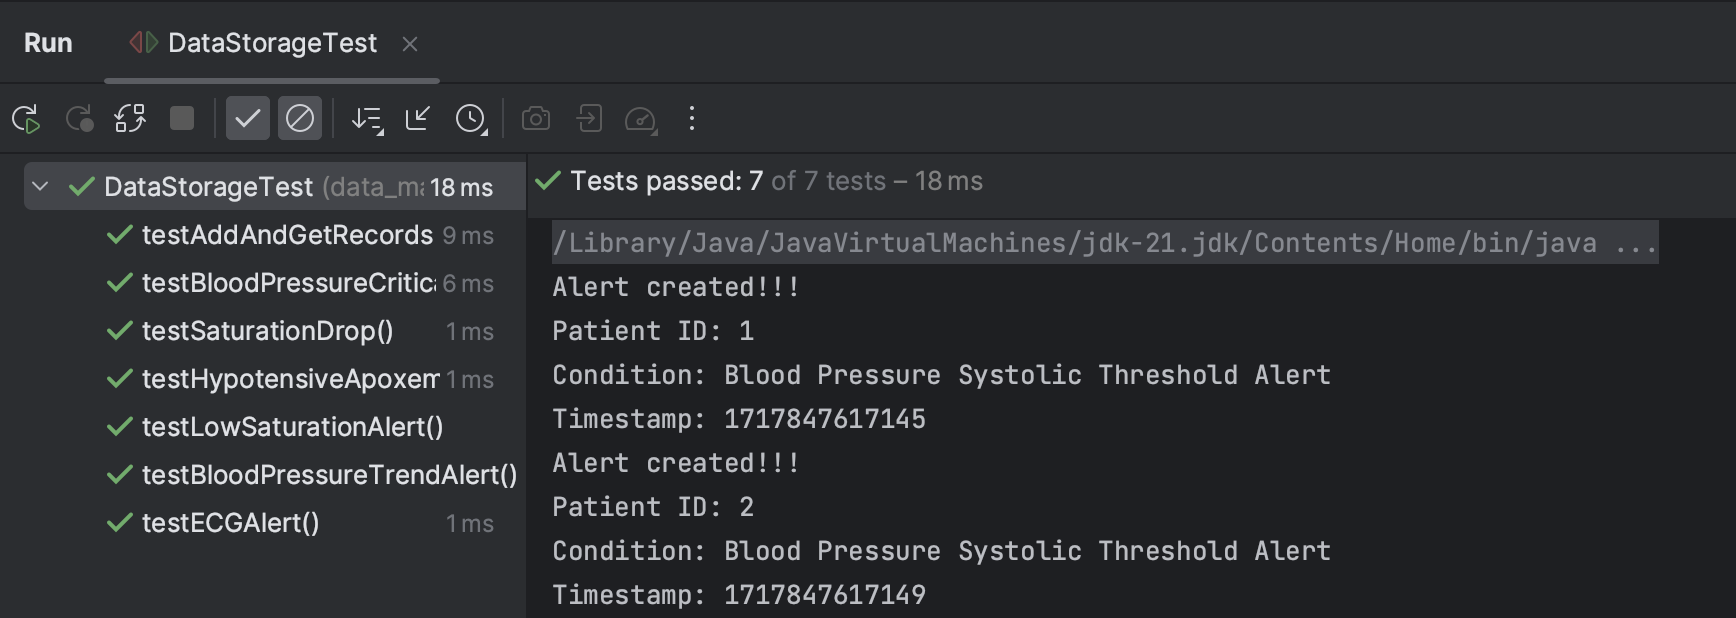 Run DataStorageTest
DataStorageTest (data_ma 18 ms
testAddAndGetRecords 9 ms
testBloodPressureCritic 6 ms
testSaturationDrop() 1 ms
testHypotensiveApoxem 1 ms
testLowSaturationAlert()
testBloodPressureTrendAlert()
testECGAlert() 1 ms
Tests passed: 7 of 7 tests – 18 ms
/Library/Java/JavaVirtualMachines/jdk-21.jdk/Contents/Home/bin/java ...
Alert created!!!
Patient ID: 1
Condition: Blood Pressure Systolic Threshold Alert
Timestamp: 1717847617145
Alert created!!!
Patient ID: 2
Condition: Blood Pressure Systolic Threshold Alert
Timestamp: 1717847617149